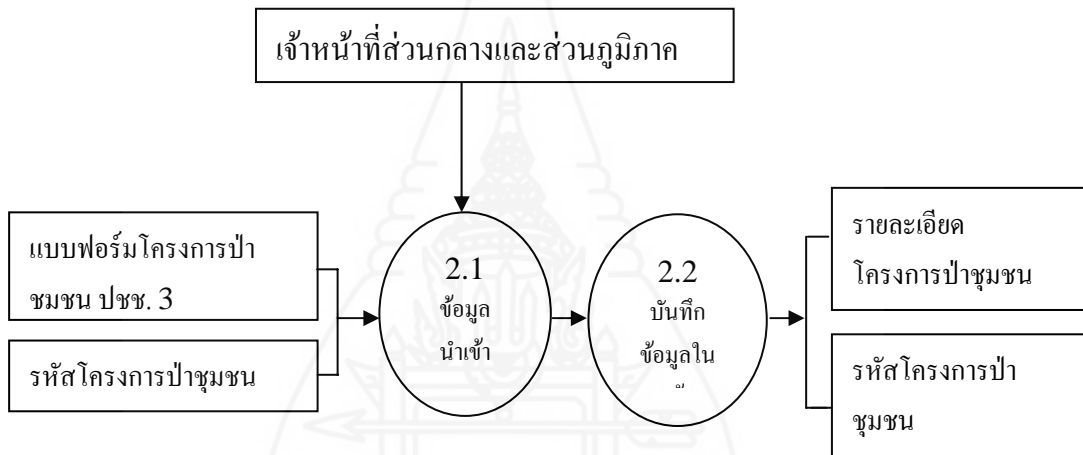 เจ้าหน้าที่ส่วนกลางและส่วนภูมิภาค
แบบฟอร์มโครงการป่า
ชมชน ปชช. 3
รหัสโครงการป่าชุมชน
2.1
ข้อมูล
นำเข้า
2.2
บันทึก
ข้อมูลใน
รายละเอียด
โครงการป่าชุมชน
รหัสโครงการป่า
ชุมชน